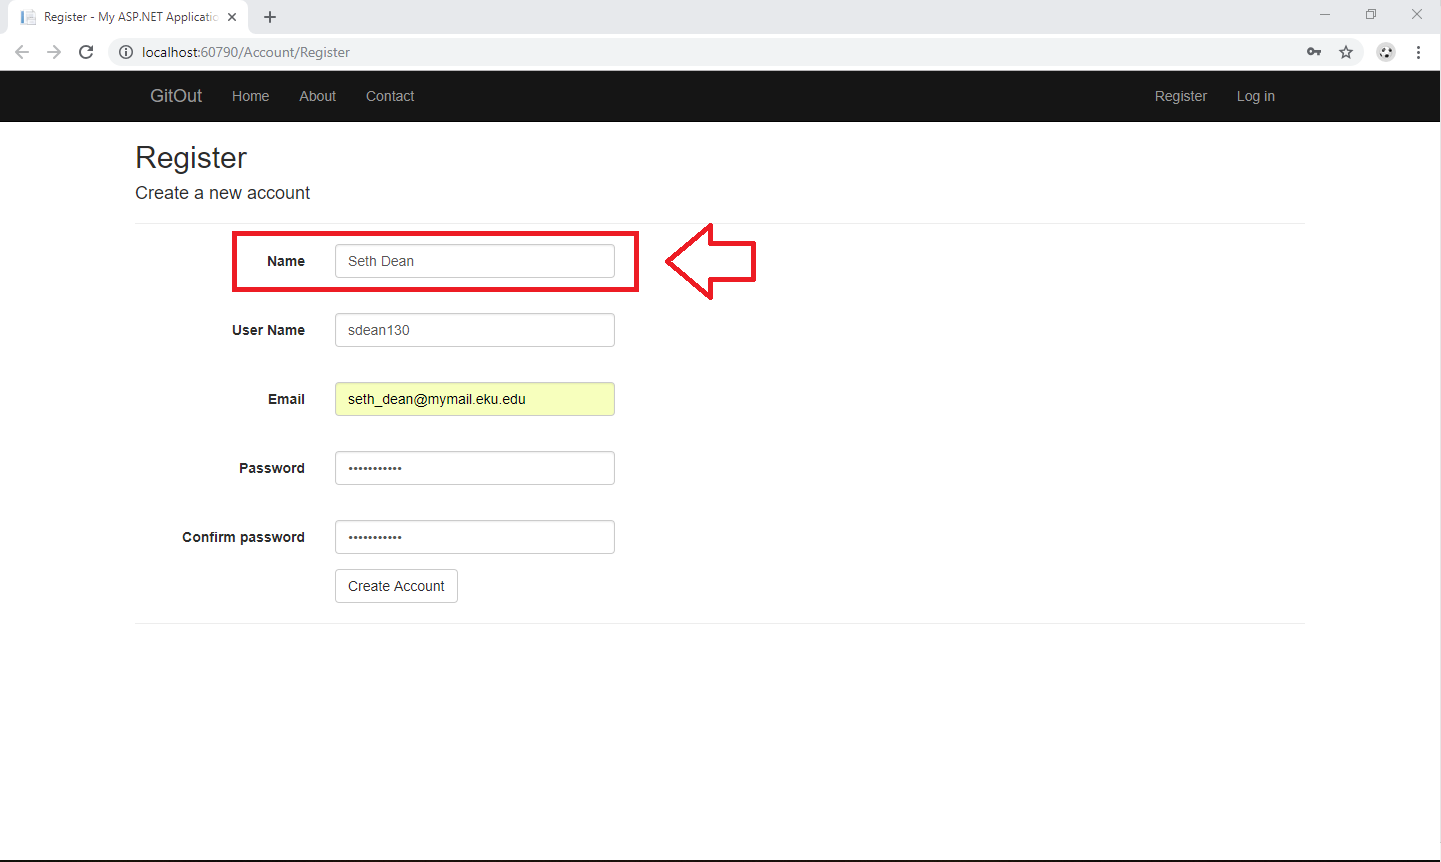 Register - My ASP.NET Applicatio
localhost:60790/Account/Register
GitOut Home About Contact Register Log in
Register
Create a new account
Name Seth Dean
User Name sdean130
Email seth_dean@mymail.eku.edu
Password •••••••••••
Confirm password •••••••••••
Create Account